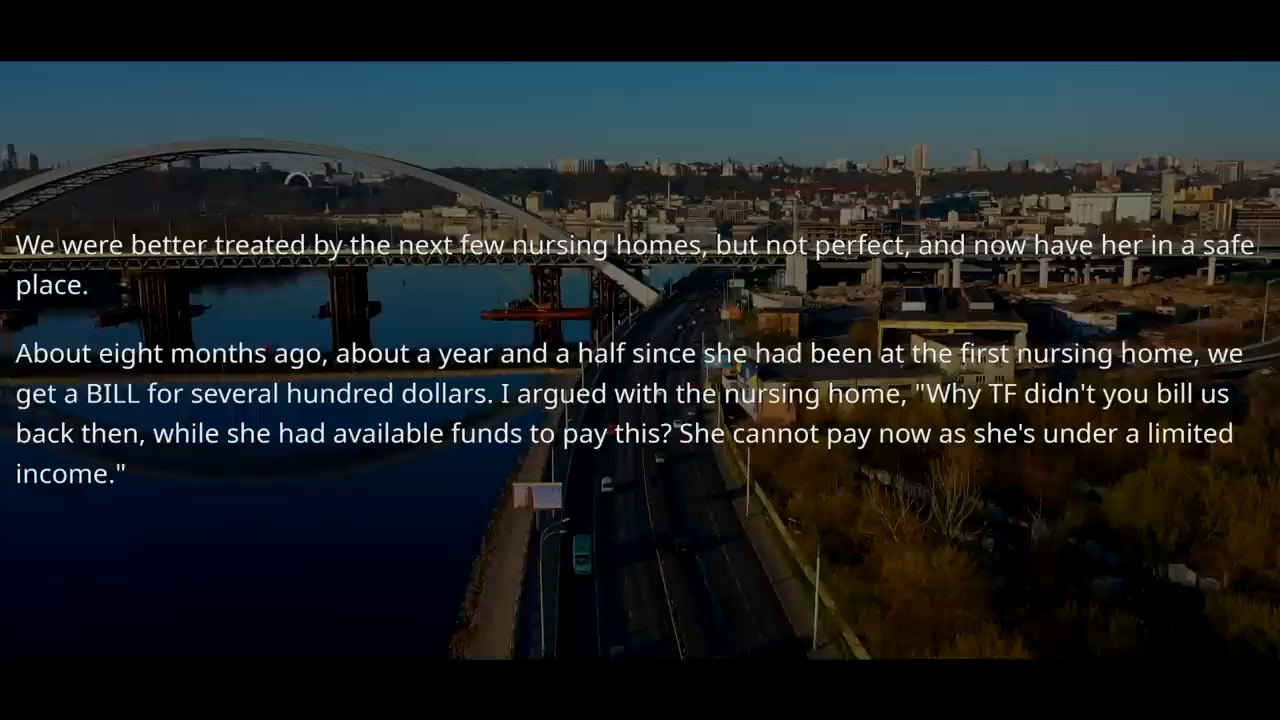 We were better treated by the next few nursing homes, but not perfect, and now have her in a safe
place.
About eight months ago, about a year and a half since she had been at the first nursing home, we
get a BILL for several hundred dollars. I argued with the nursing home, "Why TF didn't you bill us
back then, while she had available funds to pay this? She cannot pay now as she's under a limited
income."